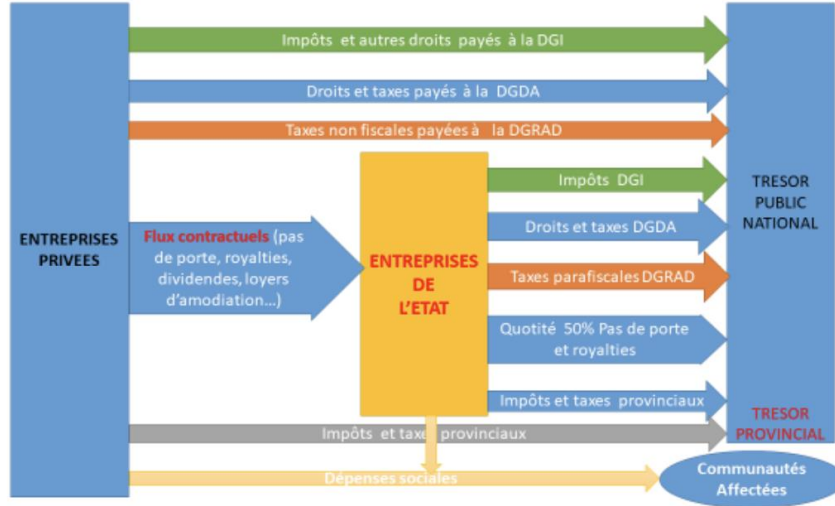 Impôts et autres droits payés à la DGI
Droits et taxes payés à la DGDA
Taxes non fiscales payées à la DGRAD
ENTREPRISES
PRIVEES
Flux contractuels (pas
de porte, royalties,
dividendes, loyers
d'amodiation...)
ENTREPRISES
DE
L'ETAT
Impôts DGI
Droits et taxes DGDA
Taxes parafiscales DGRAD
Quotité 50% Pas de porte
et royalties
Impôts et taxes provinciaux
TRESOR
PUBLIC
NATIONAL
TRESOR
PROVINCIAL
Impôts et taxes provinciaux
Dépenses sociales
Communautés
Affectées